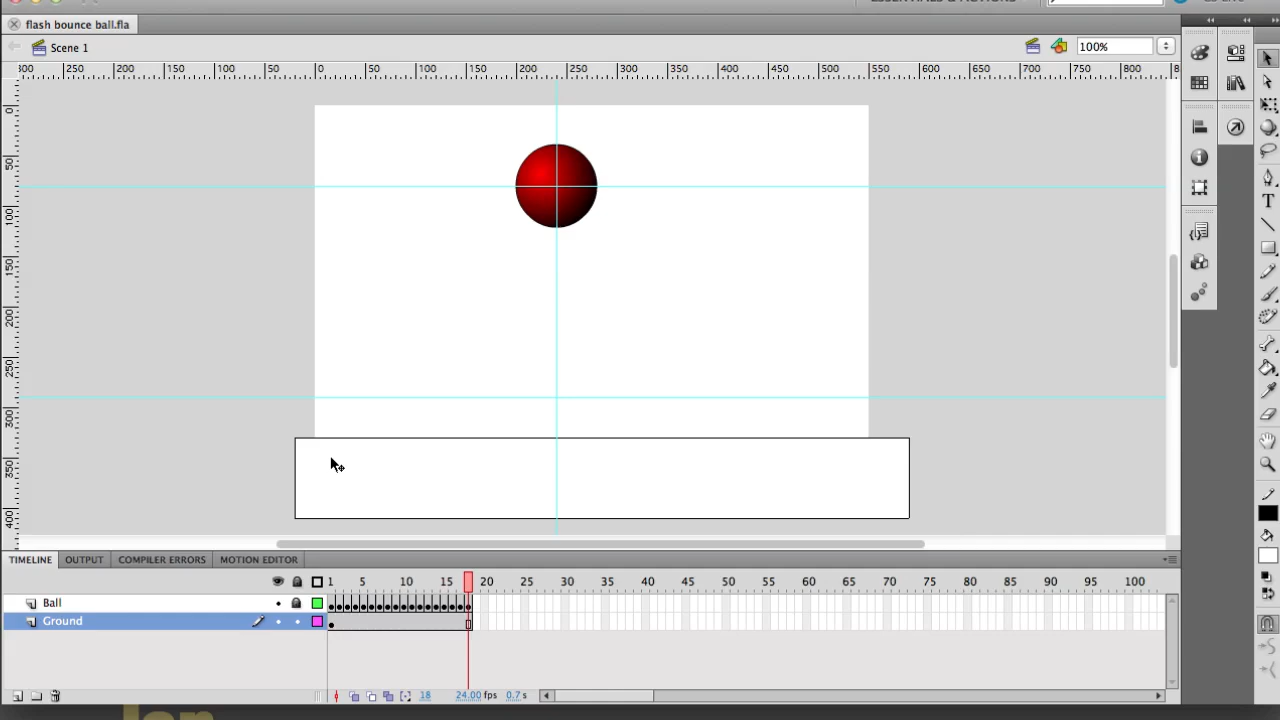 flash bounce ball.fla
Scene 1
100%
300 250 200 150 100 50 0 50 100 150 200 250 300 350 400 450 500 550 600 650 700 750 800 8
0
50
100
150
200
250
300
350
400
TIMELINE OUTPUT COMPILER ERRORS MOTION EDITOR
1 5 10 15 20 25 30 35 40 45 50 55 60 65 70 75 80 85 90 95 100
Ball
Ground
18 24.00 fps 0.7 s